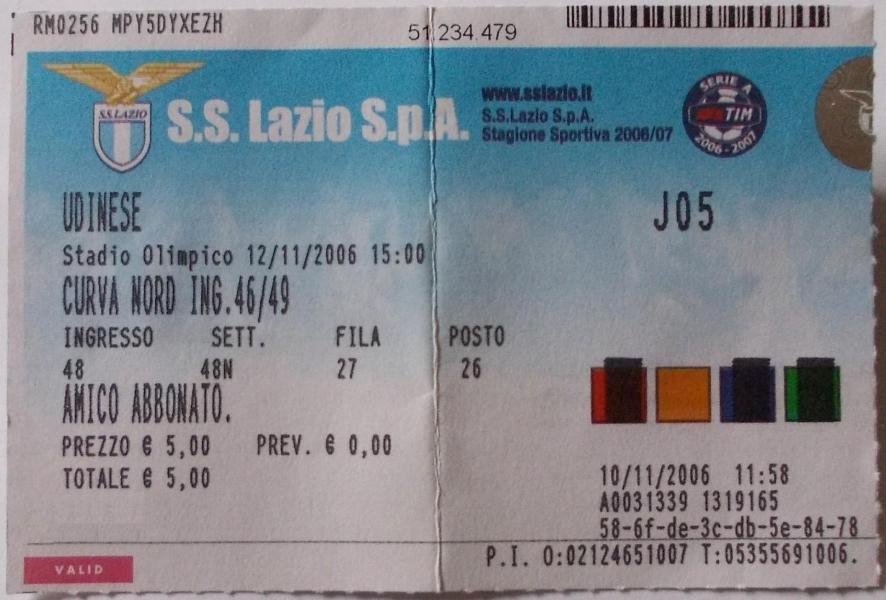 RM0256 MPY5DYXEZH
51.234.479
S.S.LAZIO
S.S. Lazio S.p.A.
www.sslazio.it
S.S.Lazio S.p.A.
Stagione Sportiva 2006/07
SERIE A
TIM
2006-2007
UDINESE
J05
Stadio Olimpico 12/11/2006 15:00
CURVA NORD ING.46/49
INGRESSO SETT. FILA POSTO
48 48N 27 26
AMICO ABBONATO.
PREZZO € 5,00 PREV. € 0,00
TOTALE € 5,00
10/11/2006 11:58
A0031339 1319165
58-6f-de-3c-db-5e-84-78
P.I. O:02124651007 T:05355691006.
VALID